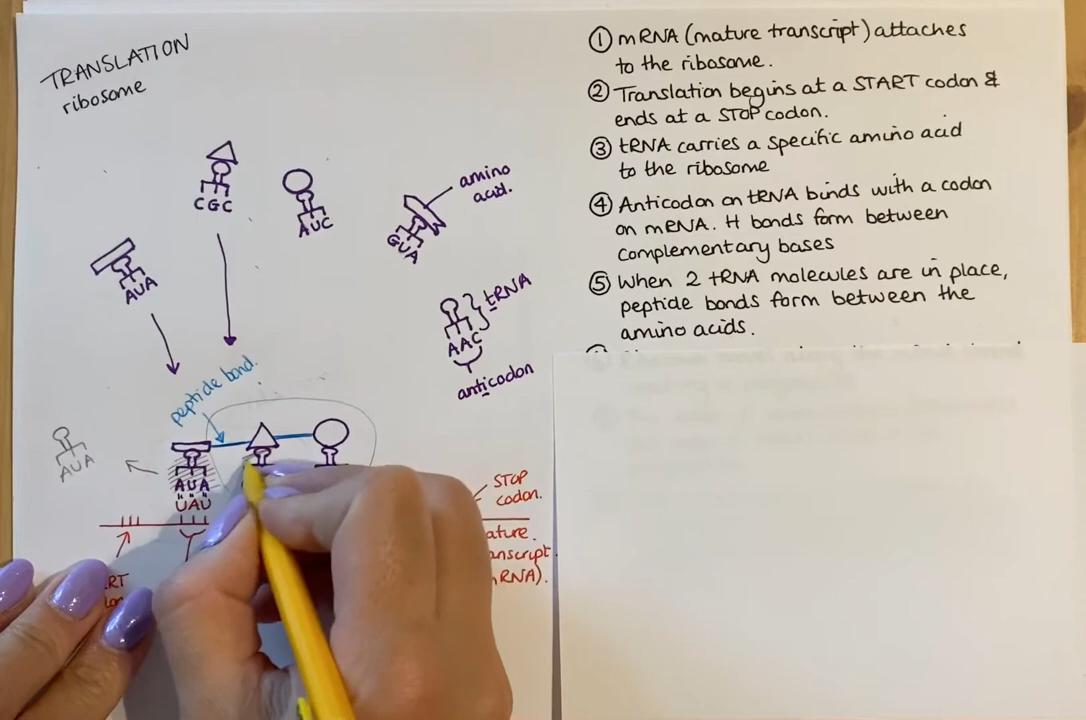 TRANSLATION
ribosome
CGC
AUC
AUA
GUA
amino
acid.
tRNA
AAC
anticodon
peptide bond.
AUA
AUA
UAU
STOP
codon.
① mRNA (mature transcript) attaches
to the ribosome.
② Translation begins at a START codon &
ends at a STOP codon.
③ tRNA carries a specific amino acid
to the ribosome
④ Anticodon on tRNA binds with a codon
on mRNA. H bonds form between
complementary bases
⑤ When 2 tRNA molecules are in place,
peptide bonds form between the
amino acids.